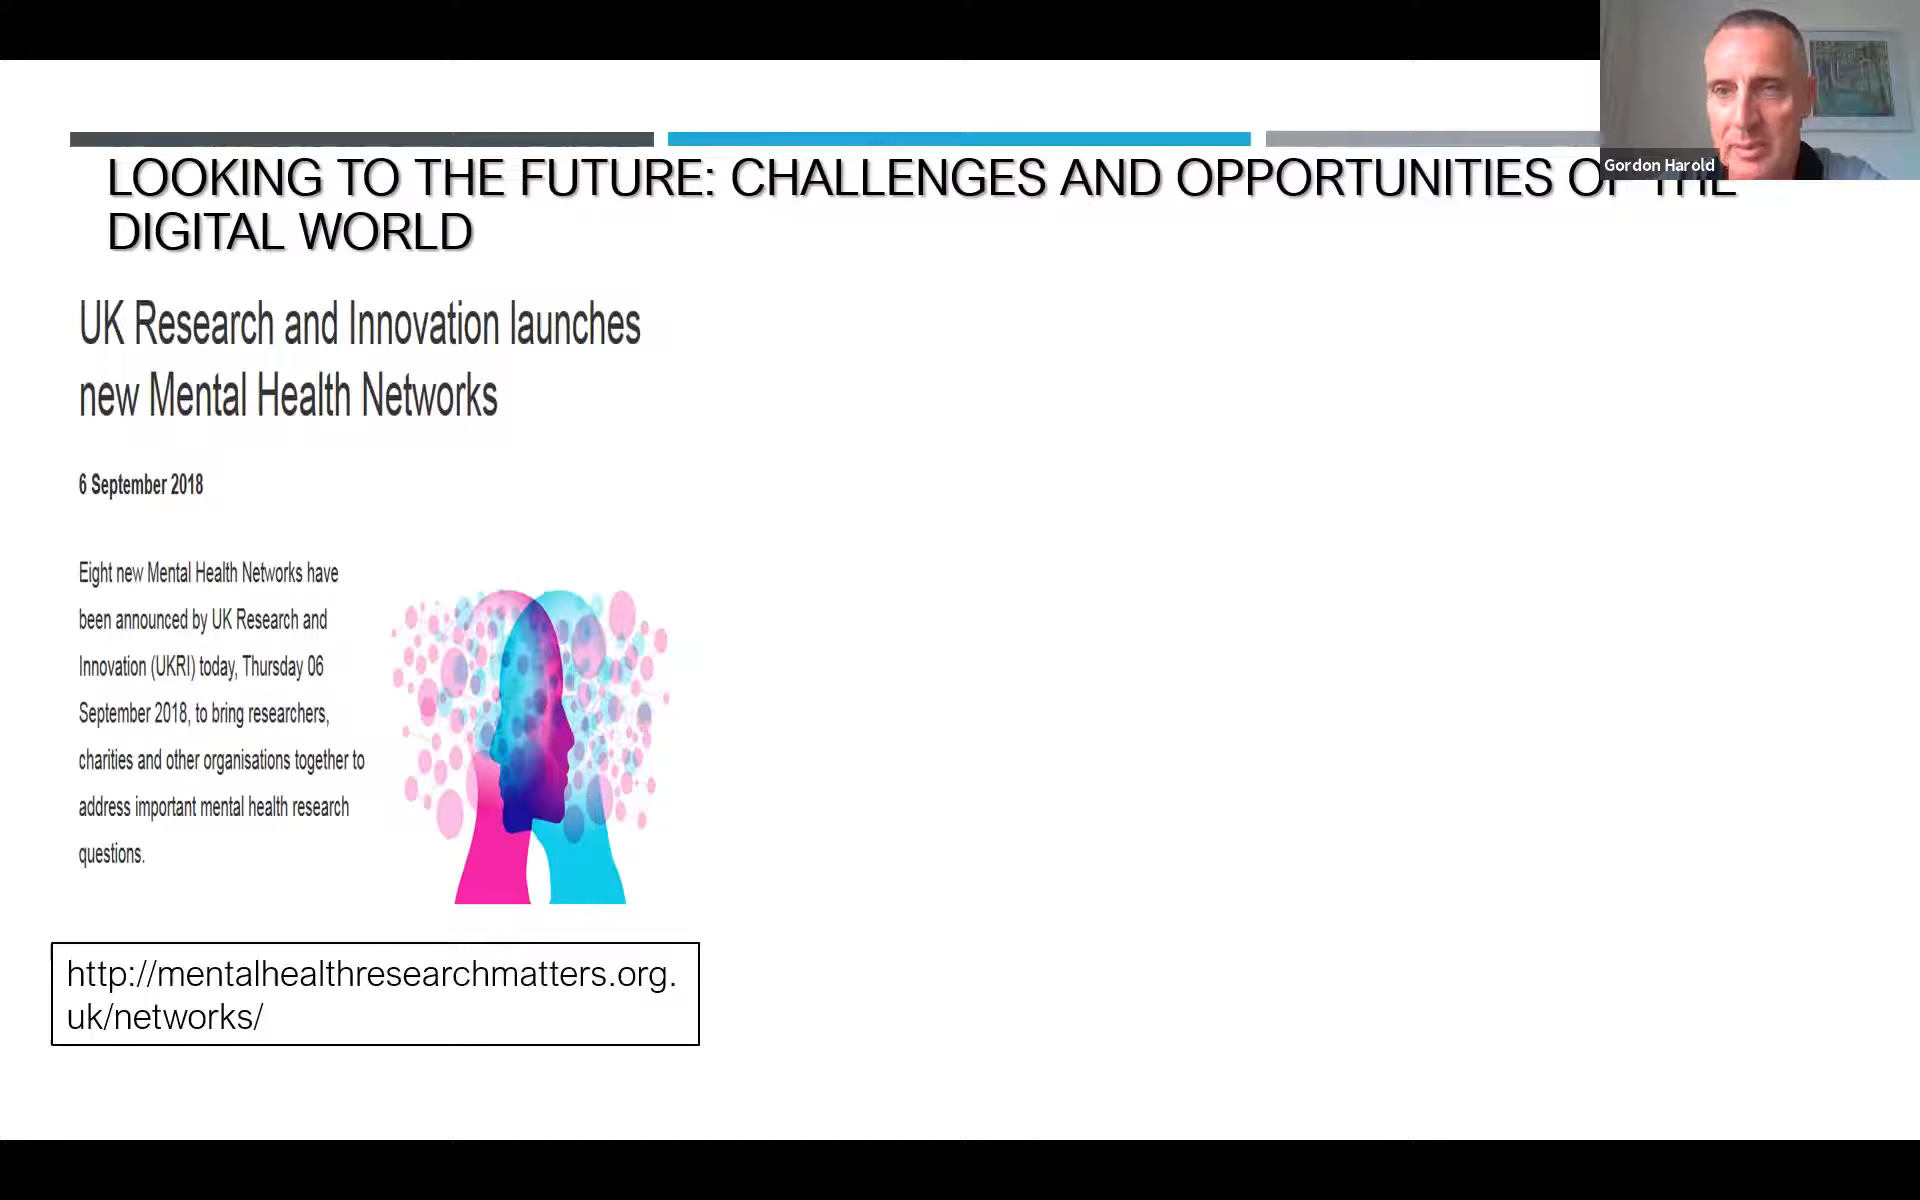 Gordon Harold
LOOKING TO THE FUTURE: CHALLENGES AND OPPORTUNITIES OF THE
DIGITAL WORLD
UK Research and Innovation launches
new Mental Health Networks
6 September 2018
Eight new Mental Health Networks have
been announced by UK Research and
Innovation (UKRI) today, Thursday 06
September 2018, to bring researchers,
charities and other organisations together to
address important mental health research
questions.
http://mentalhealthresearchmatters.org.
uk/networks/